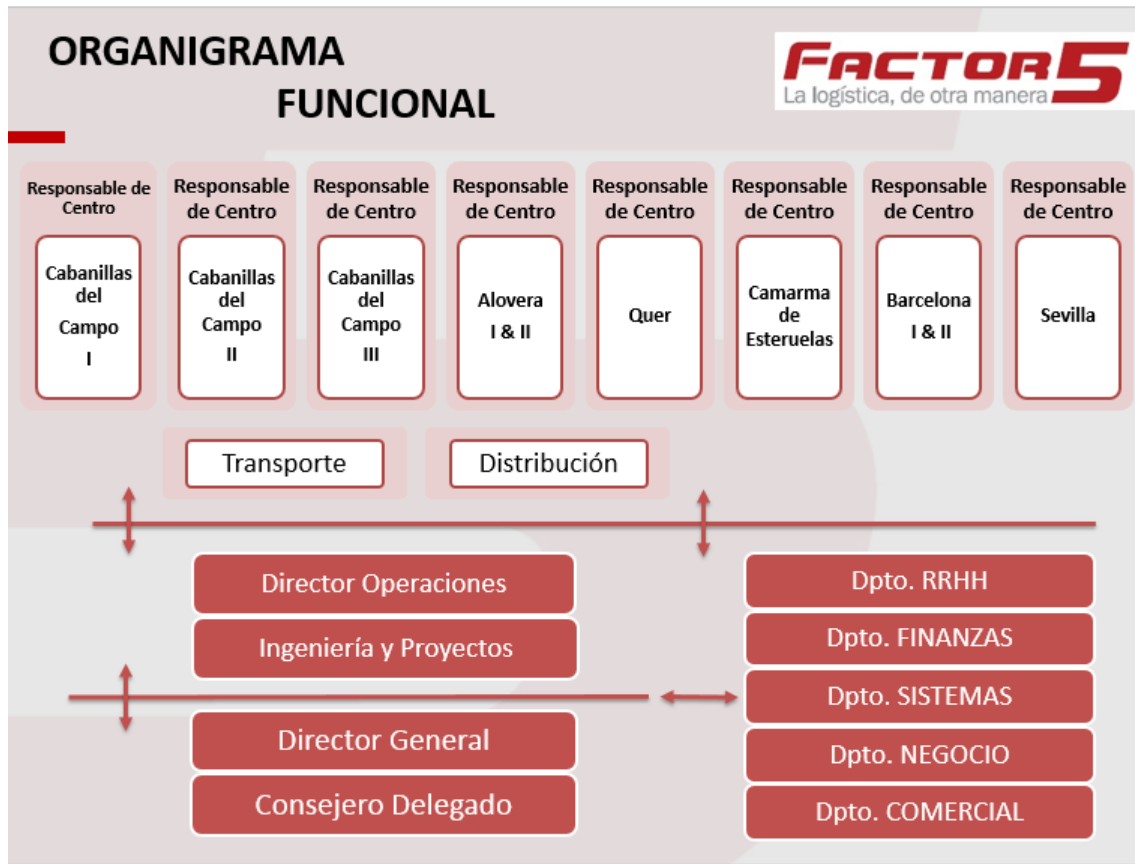 ORGANIGRAMA
FUNCIONAL
FACTOR5
La logística, de otra manera
Responsable de
Centro
Cabanillas
del
Campo
I
Responsable
de Centro
Cabanillas
del
Campo
II
Responsable
de Centro
Cabanillas
del
Campo
III
Responsable
de Centro
Alovera
I & II
Responsable
de Centro
Quer
Responsable
de Centro
Camarma
de
Esteruelas
Responsable
de Centro
Barcelona
I & II
Responsable
de Centro
Sevilla
Transporte
Distribución
Director Operaciones
Ingeniería y Proyectos
Director General
Consejero Delegado
Dpto. RRHH
Dpto. FINANZAS
Dpto. SISTEMAS
Dpto. NEGOCIO
Dpto. COMERCIAL